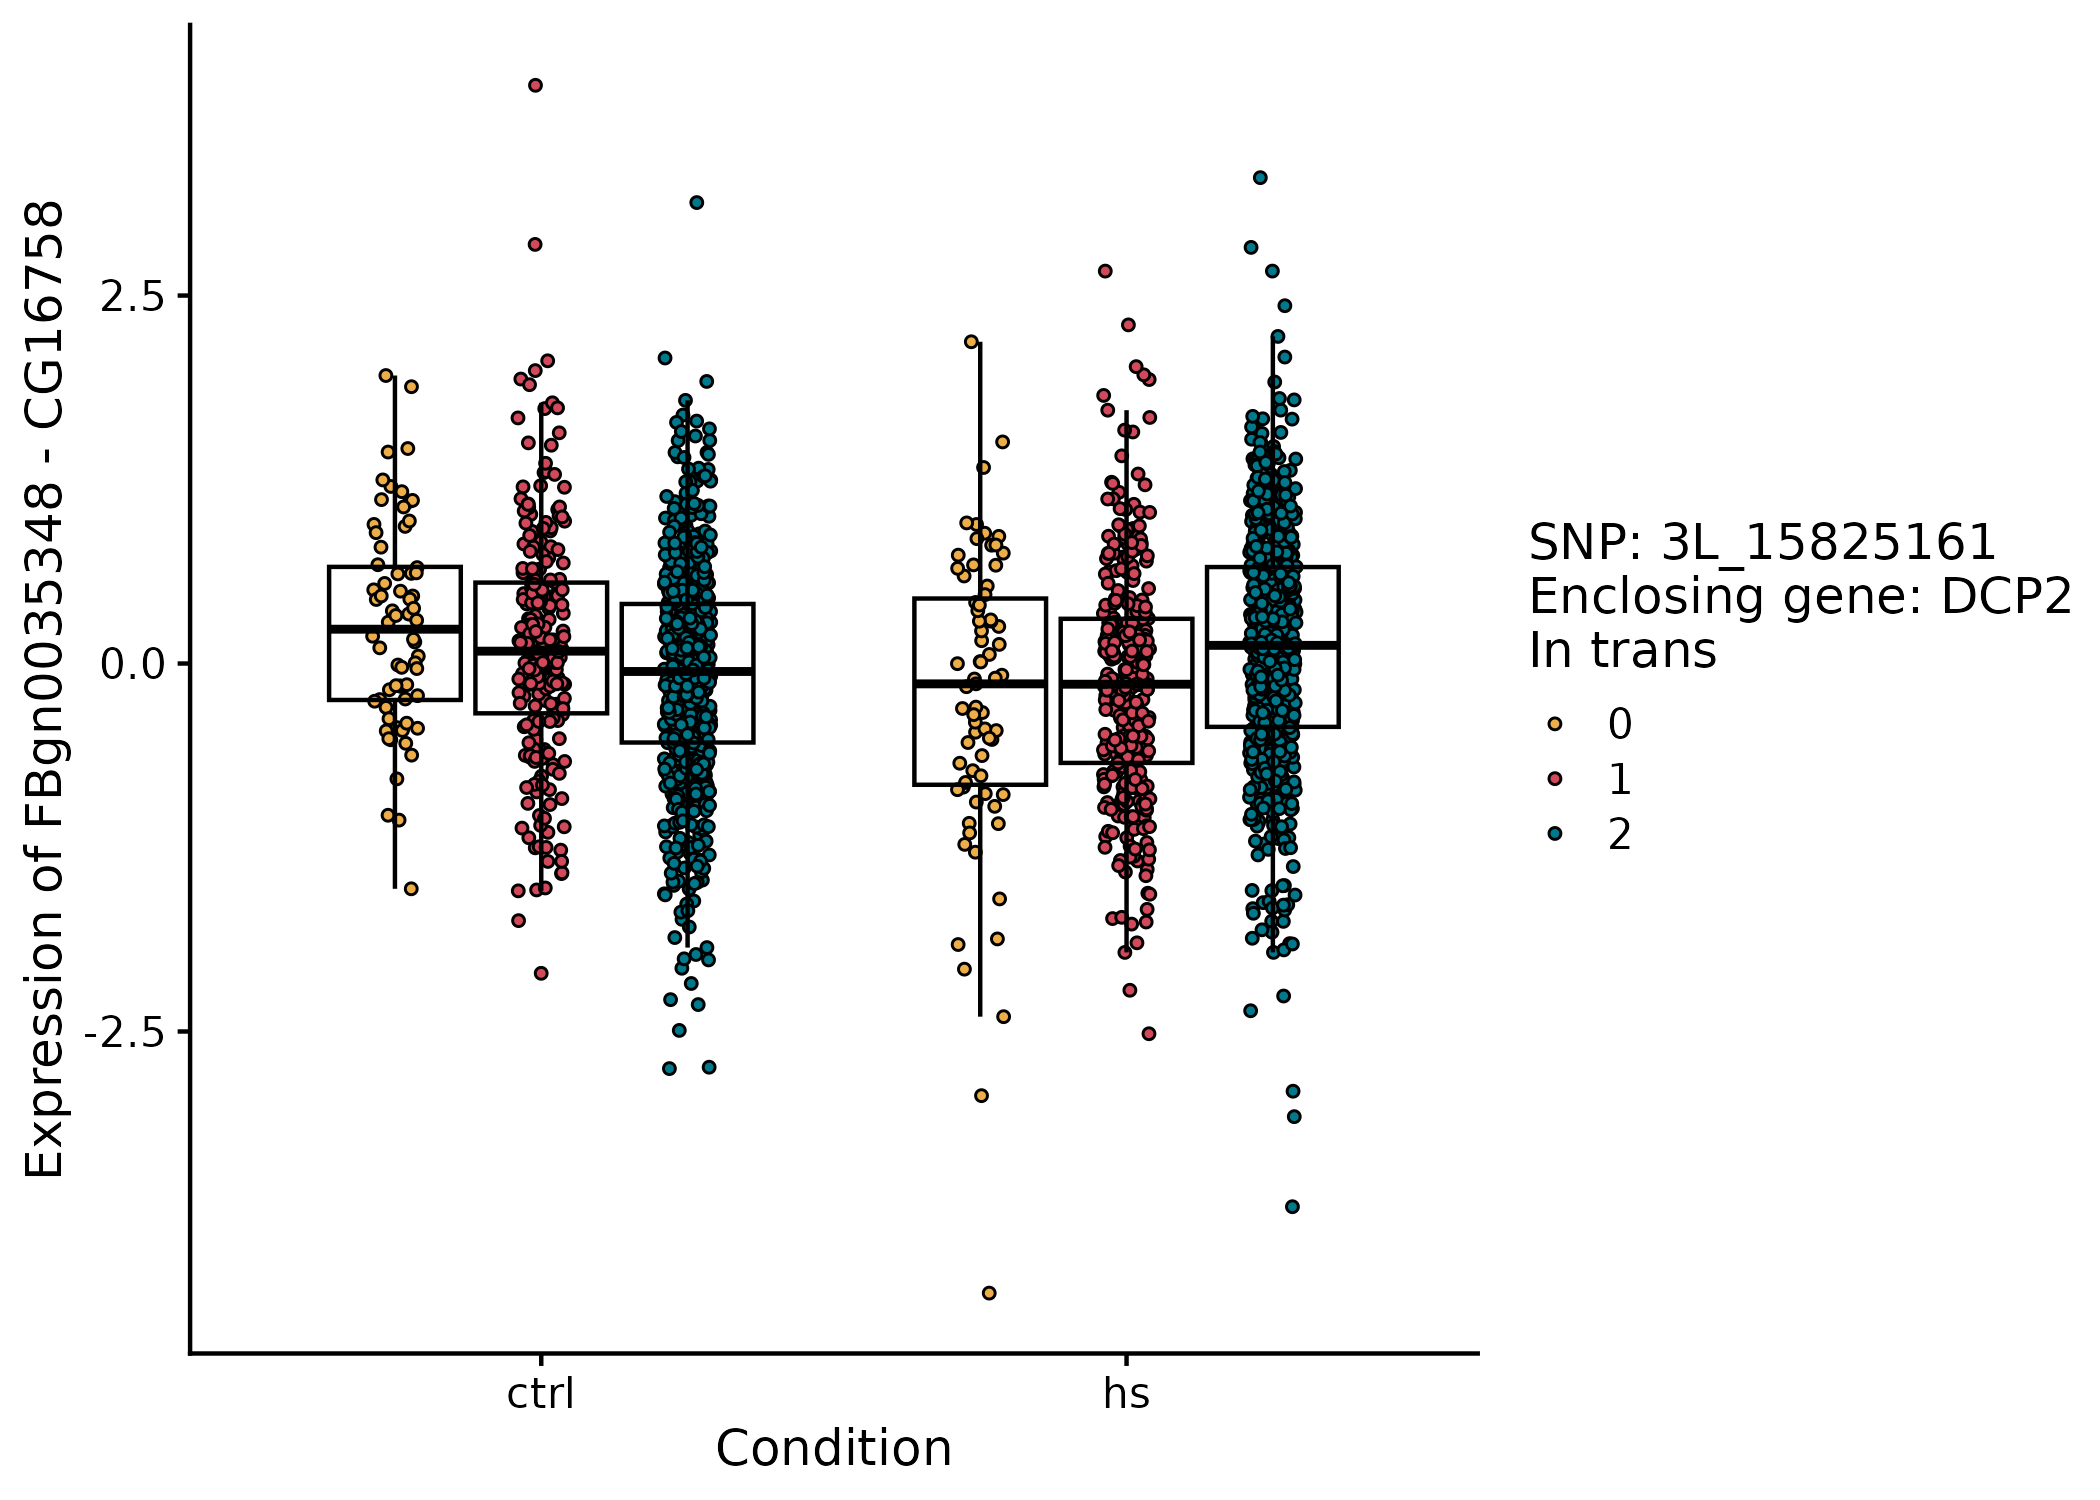 Expression of FBgn0035348 - CG16758
2.5
0.0
-2.5
ctrl
hs
Condition
SNP: 3L_15825161
Enclosing gene: DCP2
In trans
0
1
2